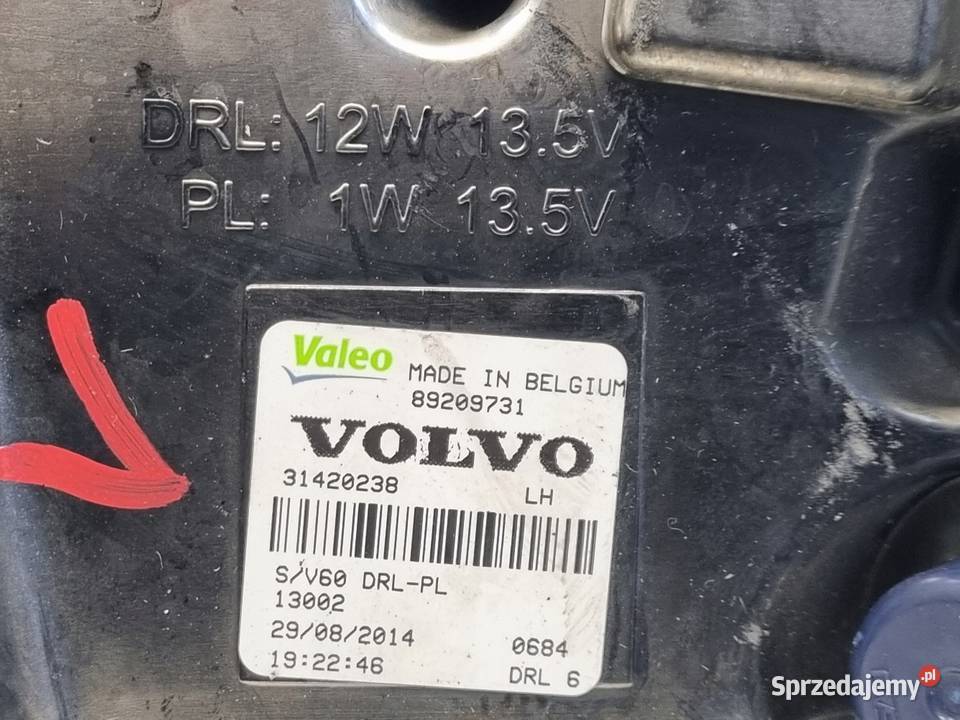 DRL: 12W 13.5V
PL: 1W 13.5V
Valeo
MADE IN BELGIUM
89209731
VOLVO
31420238 LH
S/V60 DRL-PL
13002
29/08/2014 0684
19:22:46 DRL 6
Sprzedajemy.pl